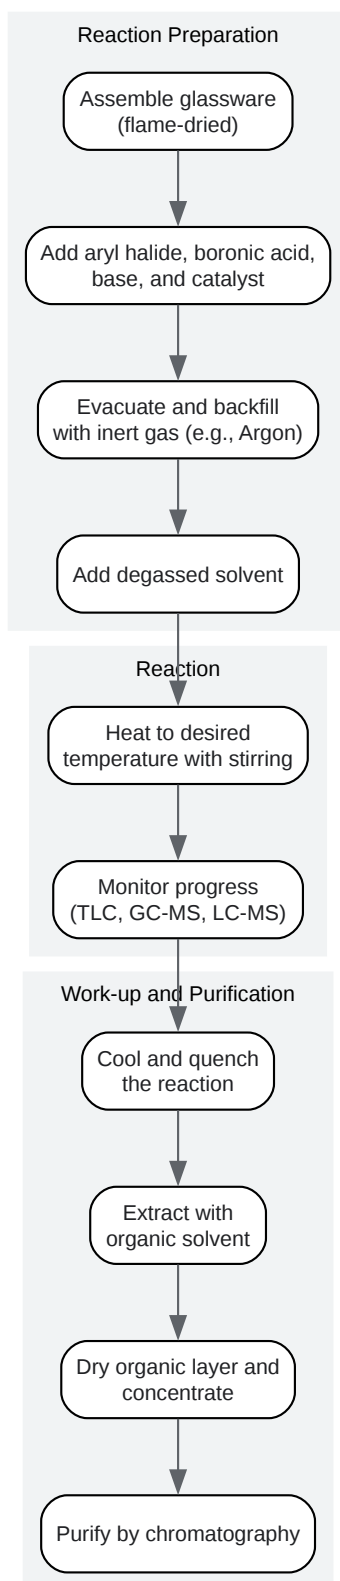 Reaction Preparation
Assemble glassware
(flame-dried)
Add aryl halide, boronic acid,
base, and catalyst
Evacuate and backfill
with inert gas (e.g., Argon)
Add degassed solvent
Reaction
Heat to desired
temperature with stirring
Monitor progress
(TLC, GC-MS, LC-MS)
Work-up and Purification
Cool and quench
the reaction
Extract with
organic solvent
Dry organic layer and
concentrate
Purify by chromatography